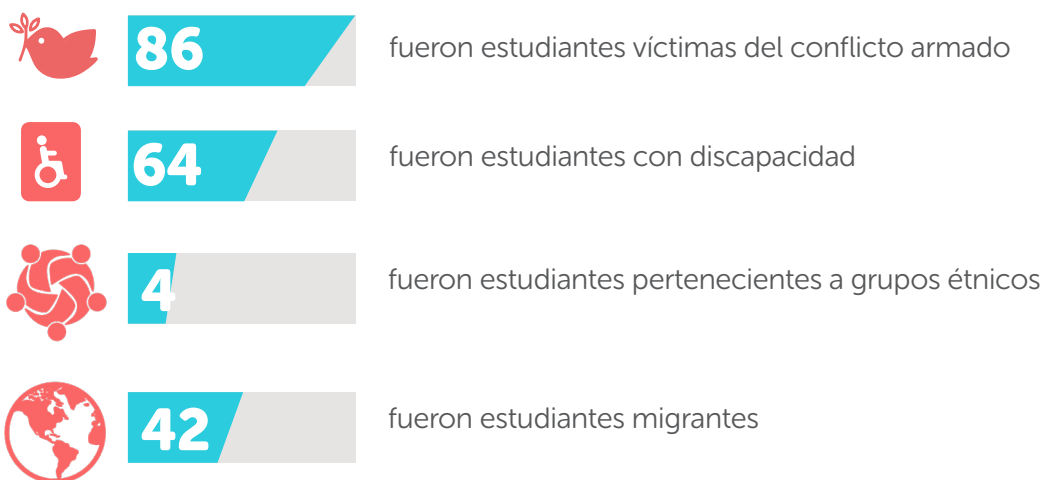 86 fueron estudiantes víctimas del conflicto armado
64 fueron estudiantes con discapacidad
4 fueron estudiantes pertenecientes a grupos étnicos
42 fueron estudiantes migrantes